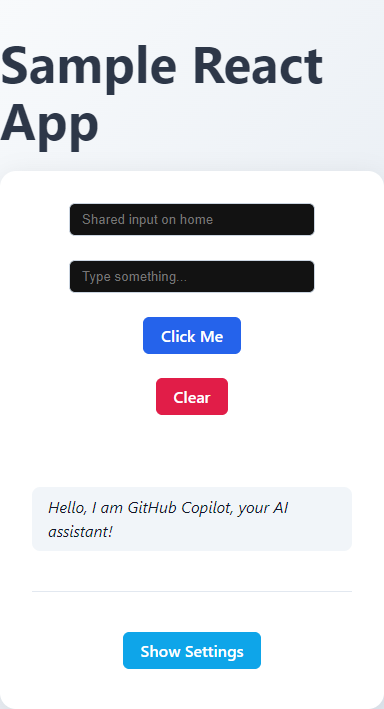 Sample React
App
Shared input on home
Type something...
Click Me
Clear
Hello, I am GitHub Copilot, your AI
assistant!
Show Settings